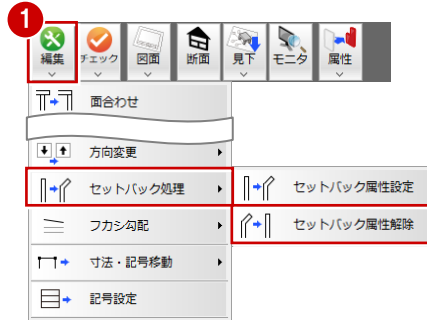 1
編集
チェック
図面
断面
見下
モニタ
属性
面合わせ
方向変更
セットバック処理
セットバック属性設定
フカシ勾配
セットバック属性解除
寸法・記号移動
記号設定